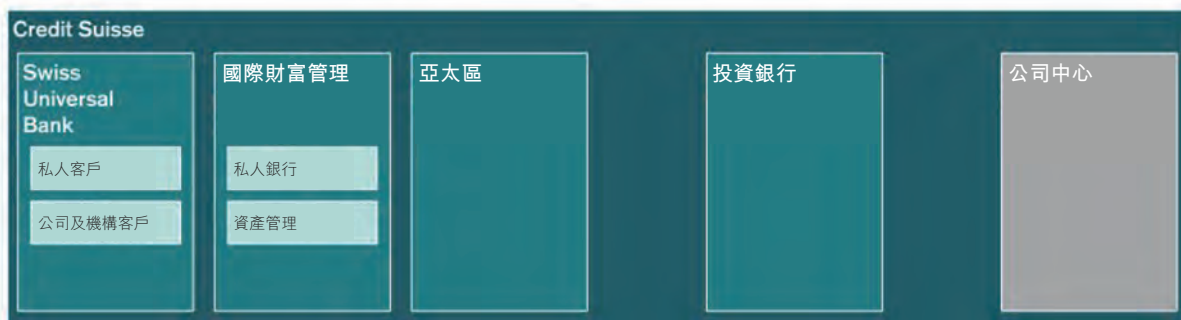 Credit Suisse
Swiss
Universal
Bank
私人客戶
公司及機構客戶
國際財富管理
私人銀行
資產管理
亞太區
投資銀行
公司中心